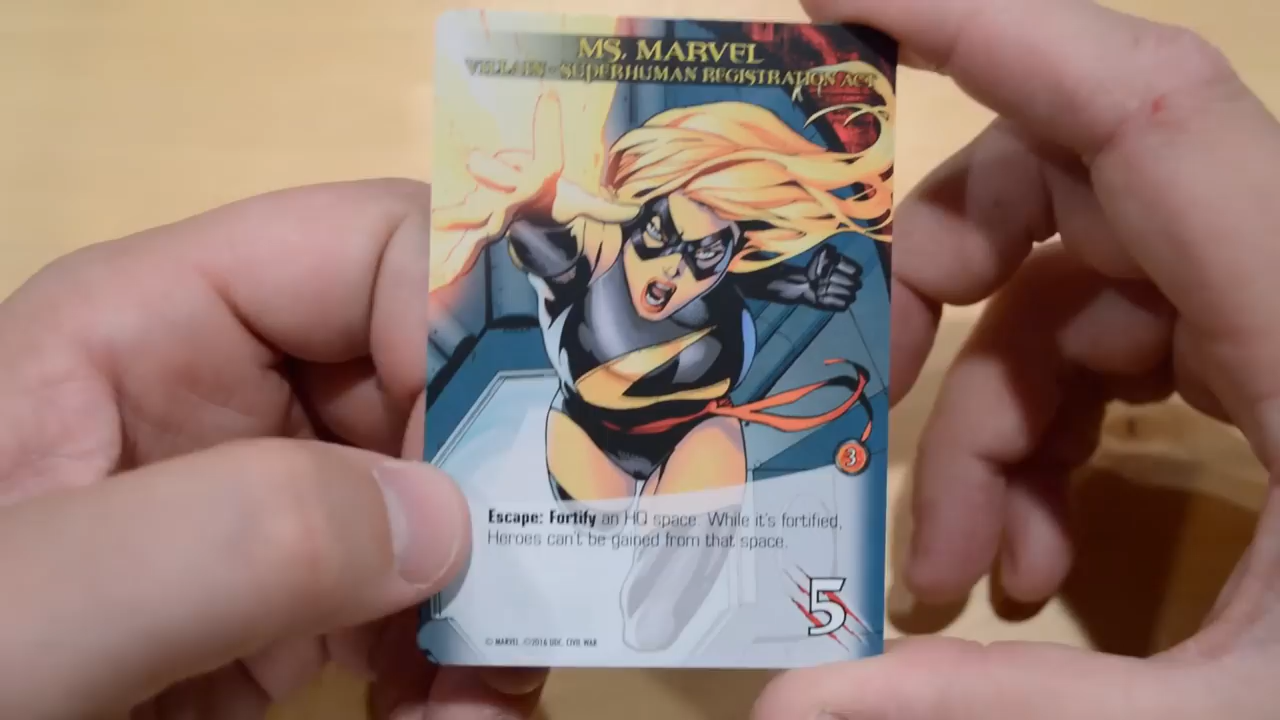 MS. MARVEL
VILLAIN - SUPERHUMAN REGISTRATION ACT
3
Escape: Fortify an HQ space. While it's fortified,
Heroes can't be gained from that space.
5
© MARVEL. ©2016 UDC. CIVIL WAR